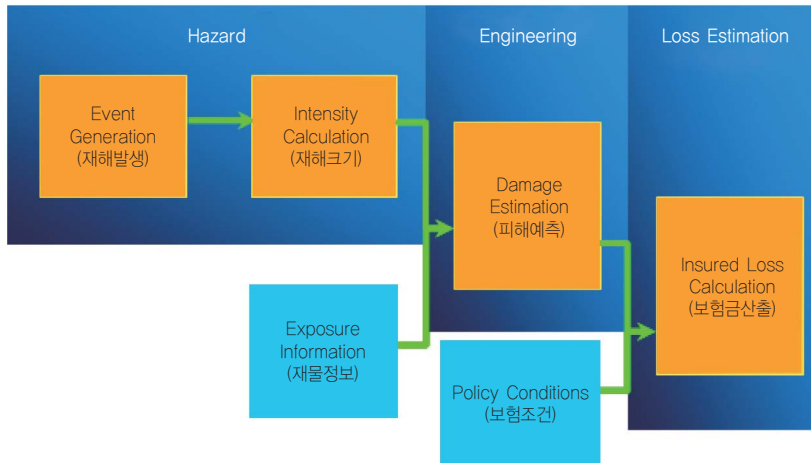 Hazard
Engineering
Loss Estimation
Event
Generation
(재해발생)
Intensity
Calculation
(재해크기)
Damage
Estimation
(피해예측)
Insured Loss
Calculation
(보험금산출)
Exposure
Information
(재물정보)
Policy Conditions
(보험조건)